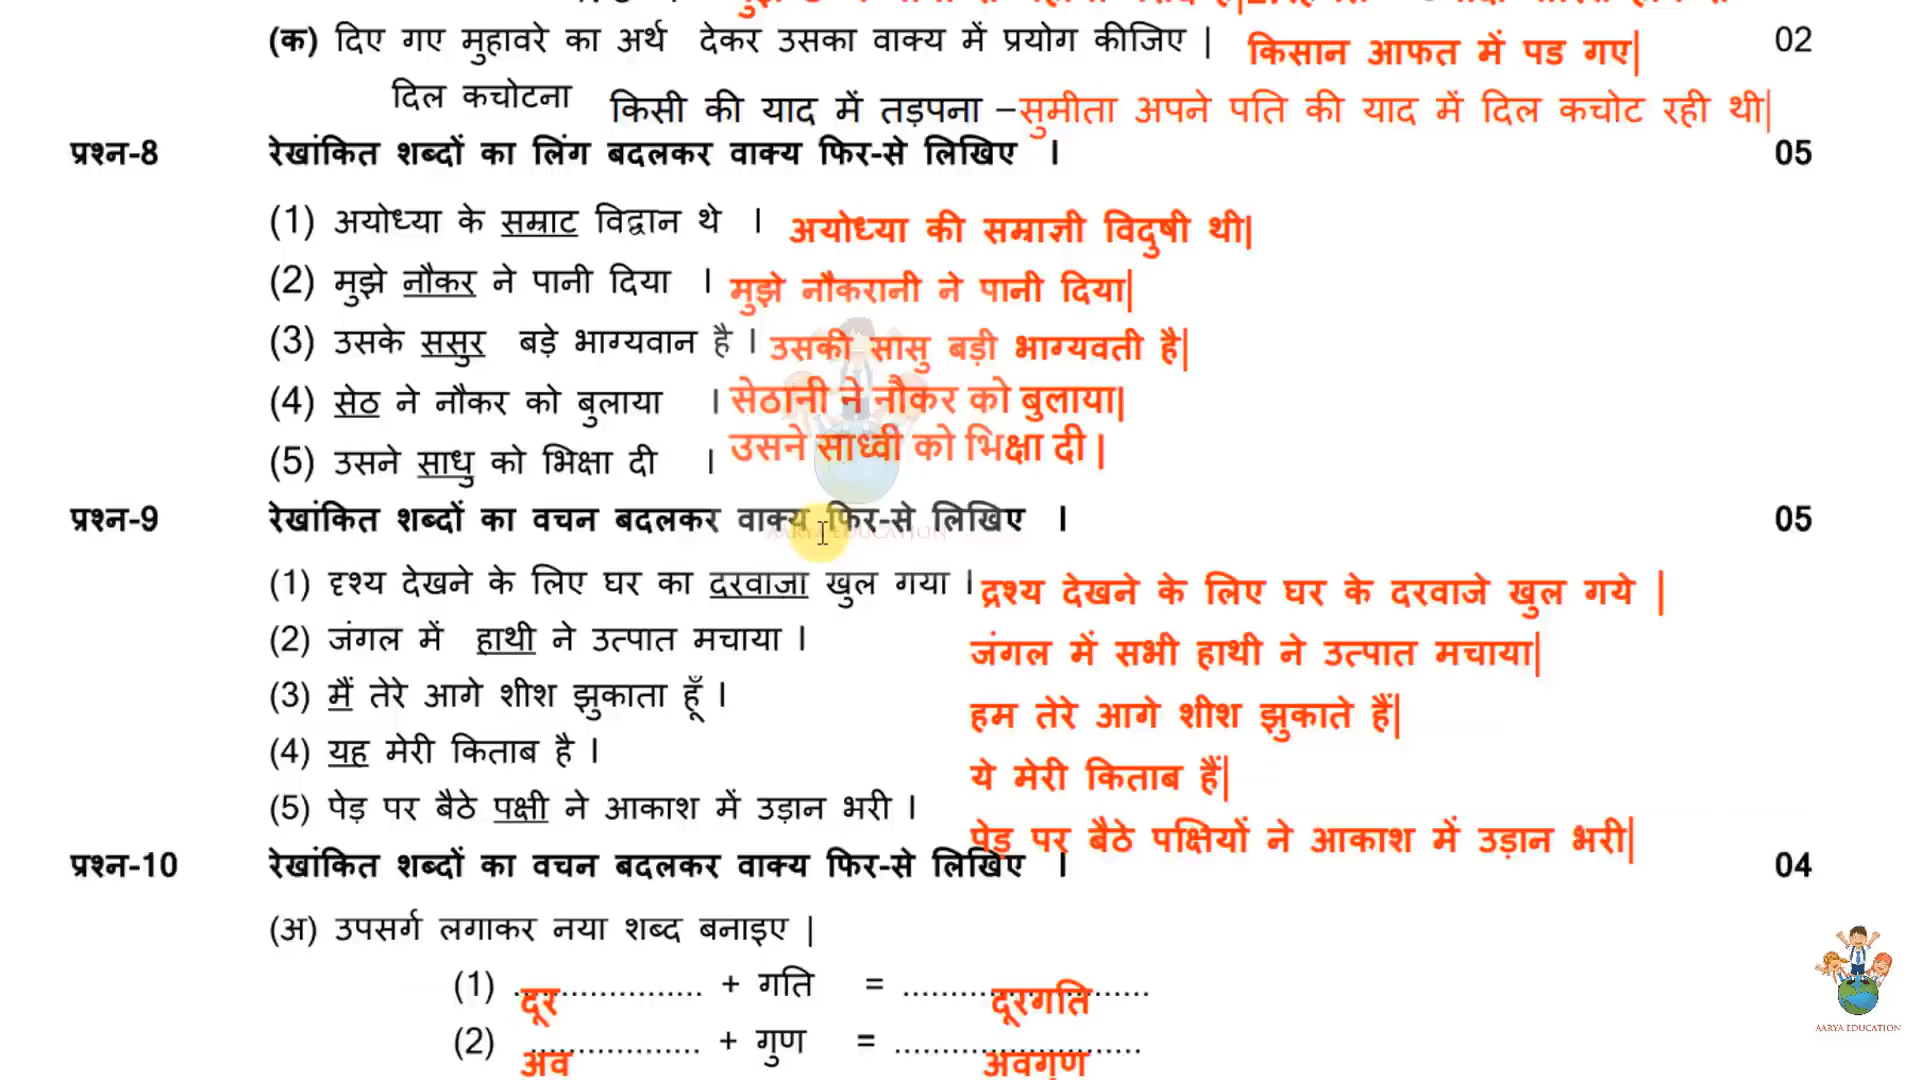 (क) दिए गए मुहावरे का अर्थ देकर उसका वाक्य में प्रयोग कीजिए | किसान आफत में पड गए| 02
दिल कचोटना किसी की याद में तड़पना –सुमीता अपने पति की याद में दिल कचोट रही थी|
प्रश्न-8 रेखांकित शब्दों का लिंग बदलकर वाक्य फिर-से लिखिए । 05
(1) अयोध्या के सम्राट विद्वान थे । अयोध्या की सम्राज्ञी विदुषी थी|
(2) मुझे नौकर ने पानी दिया । मुझे नौकरानी ने पानी दिया|
(3) उसके ससुर बड़े भाग्यवान है । उसकी सासु बड़ी भाग्यवती है|
(4) सेठ ने नौकर को बुलाया । सेठानी ने नौकर को बुलाया|
(5) उसने साधु को भिक्षा दी । उसने साध्वी को भिक्षा दी |
प्रश्न-9 रेखांकित शब्दों का वचन बदलकर वाक्य फिर-से लिखिए । 05
AARYA EDUCATION
(1) दृश्य देखने के लिए घर का दरवाजा खुल गया । द्रश्य देखने के लिए घर के दरवाजे खुल गये |
(2) जंगल में हाथी ने उत्पात मचाया । जंगल में सभी हाथी ने उत्पात मचाया|
(3) मैं तेरे आगे शीश झुकाता हूँ । हम तेरे आगे शीश झुकाते हैं|
(4) यह मेरी किताब है । ये मेरी किताब हैं|
(5) पेड़ पर बैठे पक्षी ने आकाश में उड़ान भरी । पेड़ पर बैठे पक्षियों ने आकाश में उड़ान भरी|
प्रश्न-10 रेखांकित शब्दों का वचन बदलकर वाक्य फिर-से लिखिए । 04
(अ) उपसर्ग लगाकर नया शब्द बनाइए |
(1) दूर + गति = दूरगति
(2) अव + गुण = अवगुण
AARYA EDUCATION